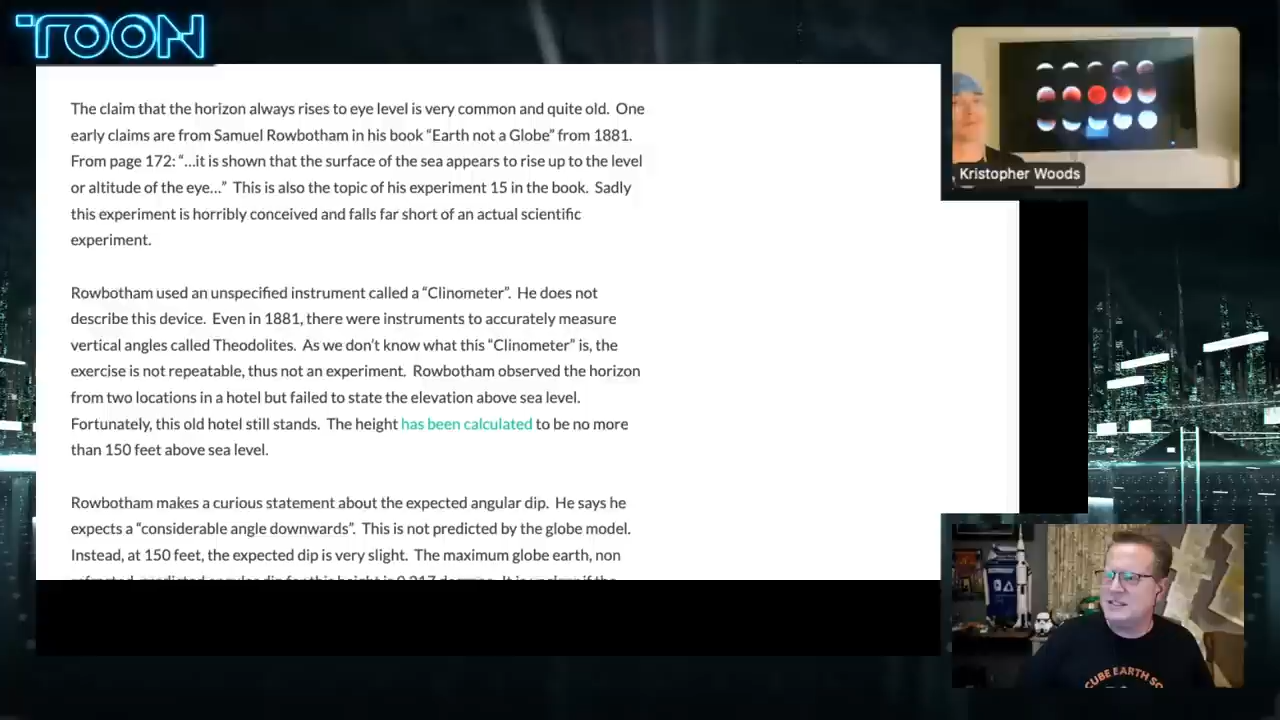 TOON
The claim that the horizon always rises to eye level is very common and quite old. One
early claims are from Samuel Rowbotham in his book “Earth not a Globe” from 1881.
From page 172: “…it is shown that the surface of the sea appears to rise up to the level
or altitude of the eye…” This is also the topic of his experiment 15 in the book. Sadly
this experiment is horribly conceived and falls far short of an actual scientific
experiment.
Rowbotham used an unspecified instrument called a “Clinometer”. He does not
describe this device. Even in 1881, there were instruments to accurately measure
vertical angles called Theodolites. As we don’t know what this “Clinometer” is, the
exercise is not repeatable, thus not an experiment. Rowbotham observed the horizon
from two locations in a hotel but failed to state the elevation above sea level.
Fortunately, this old hotel still stands. The height has been calculated to be no more
than 150 feet above sea level.
Rowbotham makes a curious statement about the expected angular dip. He says he
expects a “considerable angle downwards”. This is not predicted by the globe model.
Instead, at 150 feet, the expected dip is very slight. The maximum globe earth, non
Kristopher Woods
CUBE EARTH SO